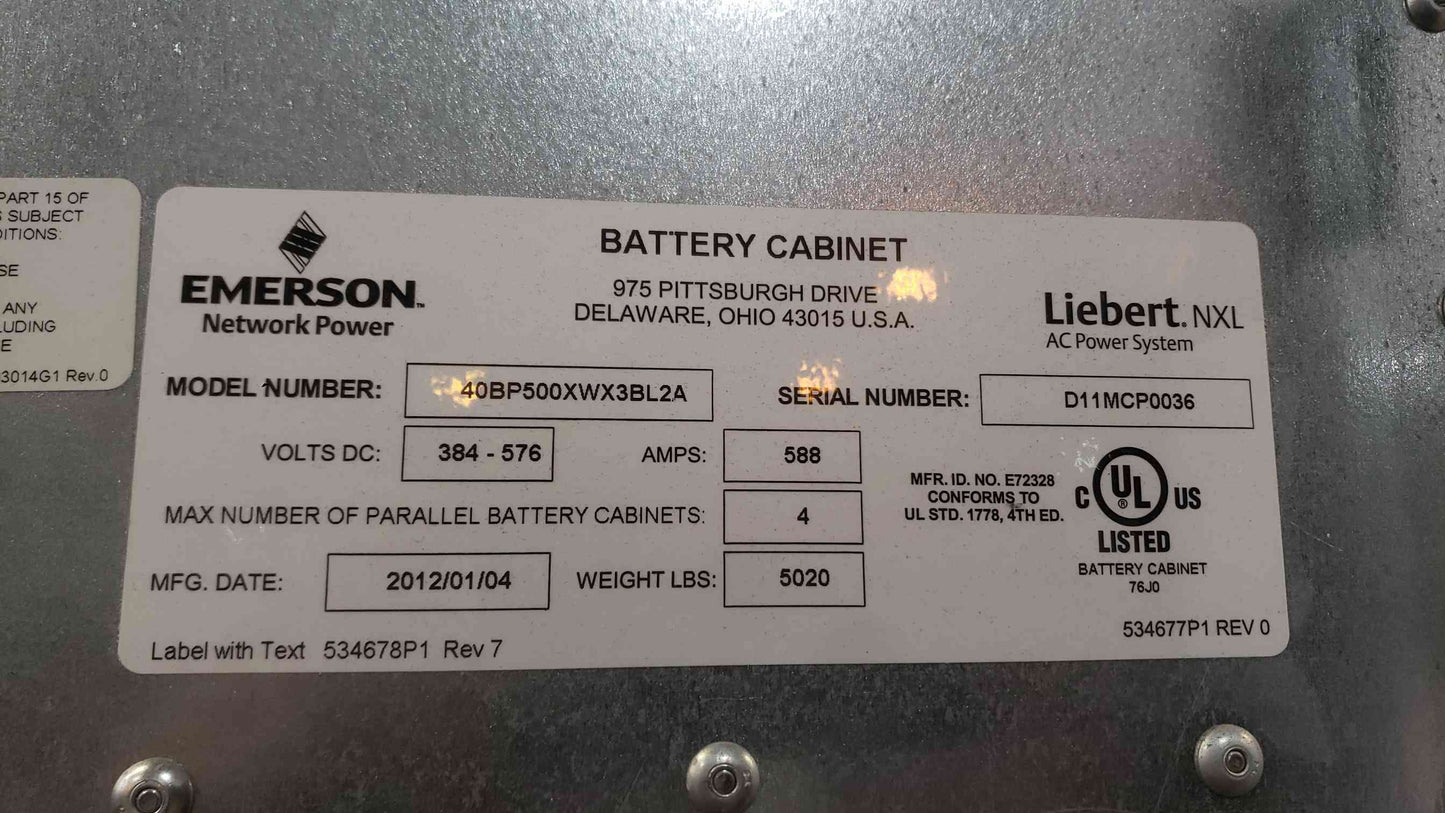 PART 15 OF
SUBJECT
DITIONS:
SE
ANY
LUDING
E
3014G1 Rev.0
EMERSON™
Network Power
BATTERY CABINET
975 PITTSBURGH DRIVE
DELAWARE, OHIO 43015 U.S.A.
Liebert. NXL
AC Power System
MODEL NUMBER: 40BP500XWX3BL2A SERIAL NUMBER: D11MCP0036
VOLTS DC: 384 - 576 AMPS: 588
MAX NUMBER OF PARALLEL BATTERY CABINETS: 4
MFG. DATE: 2012/01/04 WEIGHT LBS: 5020
MFR. ID. NO. E72328
CONFORMS TO
UL STD. 1778, 4TH ED.
C UL® US
LISTED
BATTERY CABINET
76J0
Label with Text 534678P1 Rev 7
534677P1 REV 0